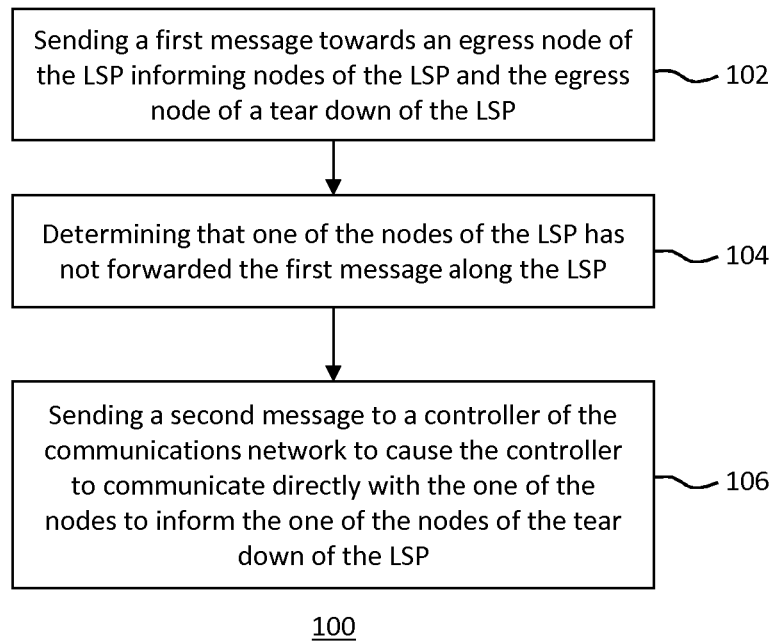 Sending a first message towards an egress node of
the LSP informing nodes of the LSP and the egress
node of a tear down of the LSP
102
Determining that one of the nodes of the LSP has
not forwarded the first message along the LSP
104
Sending a second message to a controller of the
communications network to cause the controller
to communicate directly with the one of the
nodes to inform the one of the nodes of the tear
down of the LSP
106
100